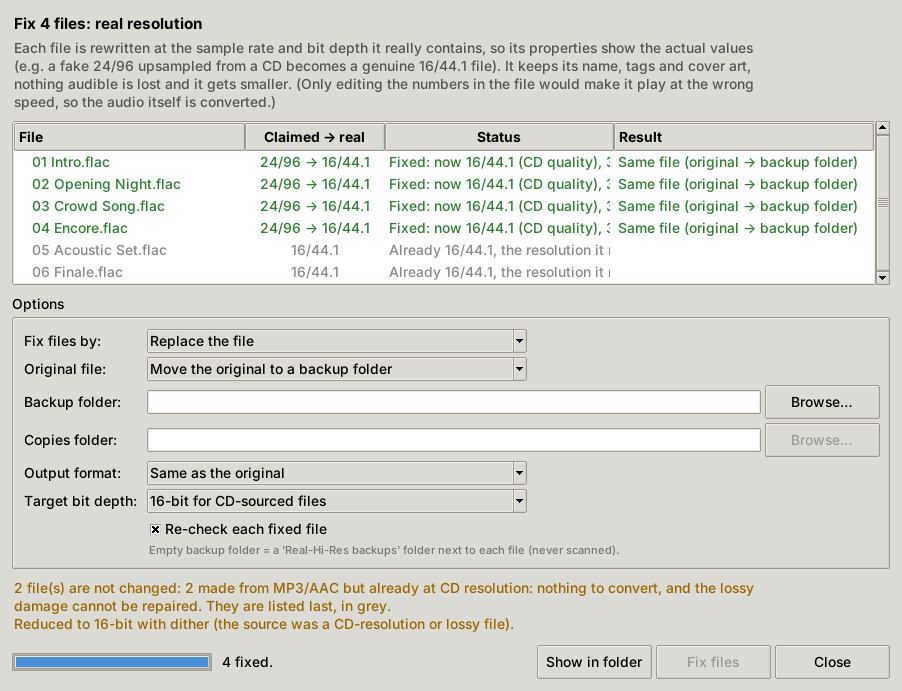 Fix 4 files: real resolution
Each file is rewritten at the sample rate and bit depth it really contains, so its properties show the actual values
(e.g. a fake 24/96 upsampled from a CD becomes a genuine 16/44.1 file). It keeps its name, tags and cover art,
nothing audible is lost and it gets smaller. (Only editing the numbers in the file would make it play at the wrong
speed, so the audio itself is converted.)
File Claimed → real Status Result
01 Intro.flac 24/96 → 16/44.1 Fixed: now 16/44.1 (CD quality), Same file (original → backup folder)
02 Opening Night.flac 24/96 → 16/44.1 Fixed: now 16/44.1 (CD quality), Same file (original → backup folder)
03 Crowd Song.flac 24/96 → 16/44.1 Fixed: now 16/44.1 (CD quality), Same file (original → backup folder)
04 Encore.flac 24/96 → 16/44.1 Fixed: now 16/44.1 (CD quality), Same file (original → backup folder)
05 Acoustic Set.flac 16/44.1 Already 16/44.1, the resolution it
06 Finale.flac 16/44.1 Already 16/44.1, the resolution it
Options
Fix files by: Replace the file
Original file: Move the original to a backup folder
Backup folder: Browse...
Copies folder: Browse...
Output format: Same as the original
Target bit depth: 16-bit for CD-sourced files
Re-check each fixed file
Empty backup folder = a 'Real-Hi-Res backups' folder next to each file (never scanned).
2 file(s) are not changed: 2 made from MP3/AAC but already at CD resolution: nothing to convert, and the lossy
damage cannot be repaired. They are listed last, in grey.
Reduced to 16-bit with dither (the source was a CD-resolution or lossy file).
4 fixed. Show in folder Fix files Close